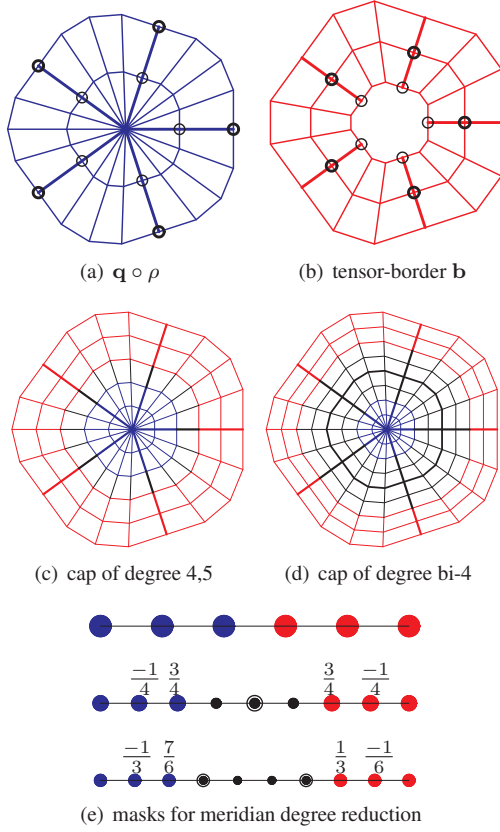 (a) q ∘ ρ
(b) tensor-border b
(c) cap of degree 4,5
(d) cap of degree bi-4
-1/4 3/4 3/4 -1/4
-1/3 7/6 1/3 -1/6
(e) masks for meridian degree reduction